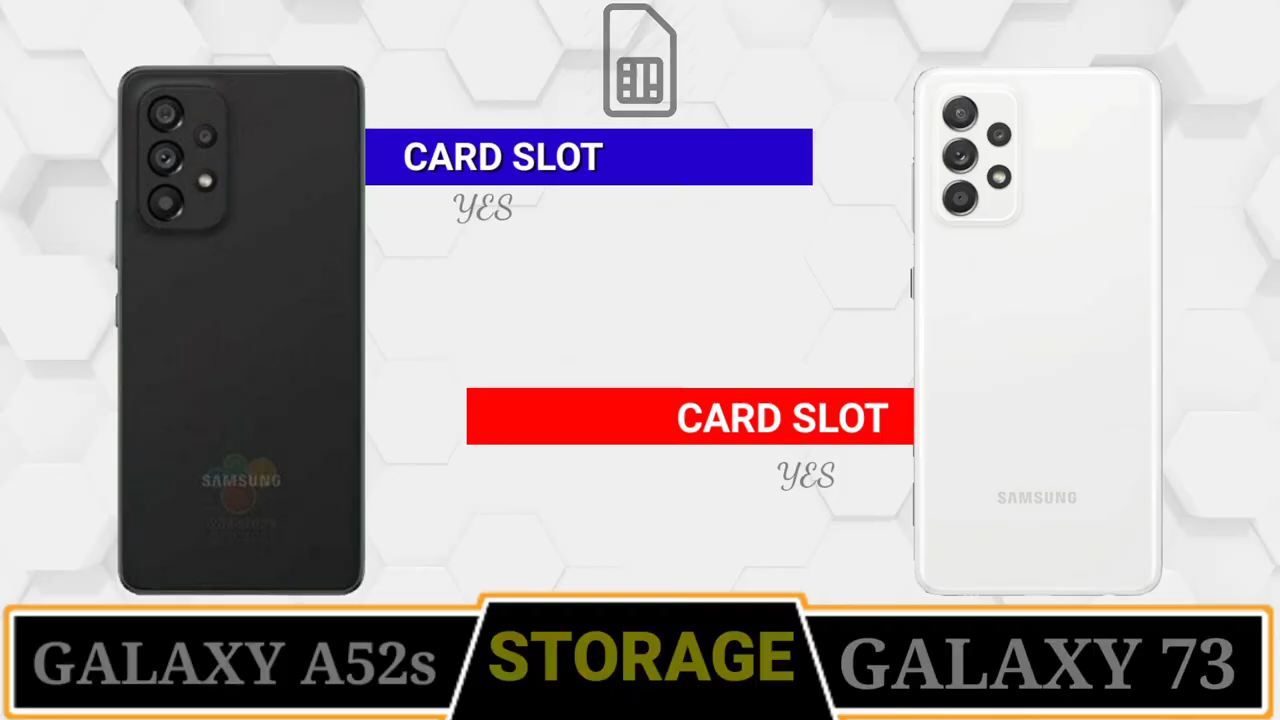 CARD SLOT
YES
CARD SLOT
YES
SAMSUNG
SAMSUNG
GALAXY A52s
STORAGE
GALAXY 73